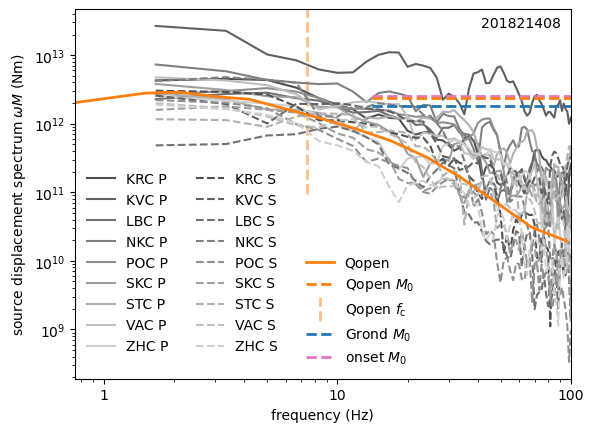 201821408
10¹³
10¹²
10¹¹
10¹⁰
10⁹
source displacement spectrum ωM (Nm)
KRC P
KVC P
LBC P
NKC P
POC P
SKC P
STC P
VAC P
ZHC P
KRC S
KVC S
LBC S
NKC S
POC S
SKC S
STC S
VAC S
ZHC S
Qopen
Qopen M₀
Qopen f_c
Grond M₀
onset M₀
1
10
100
frequency (Hz)